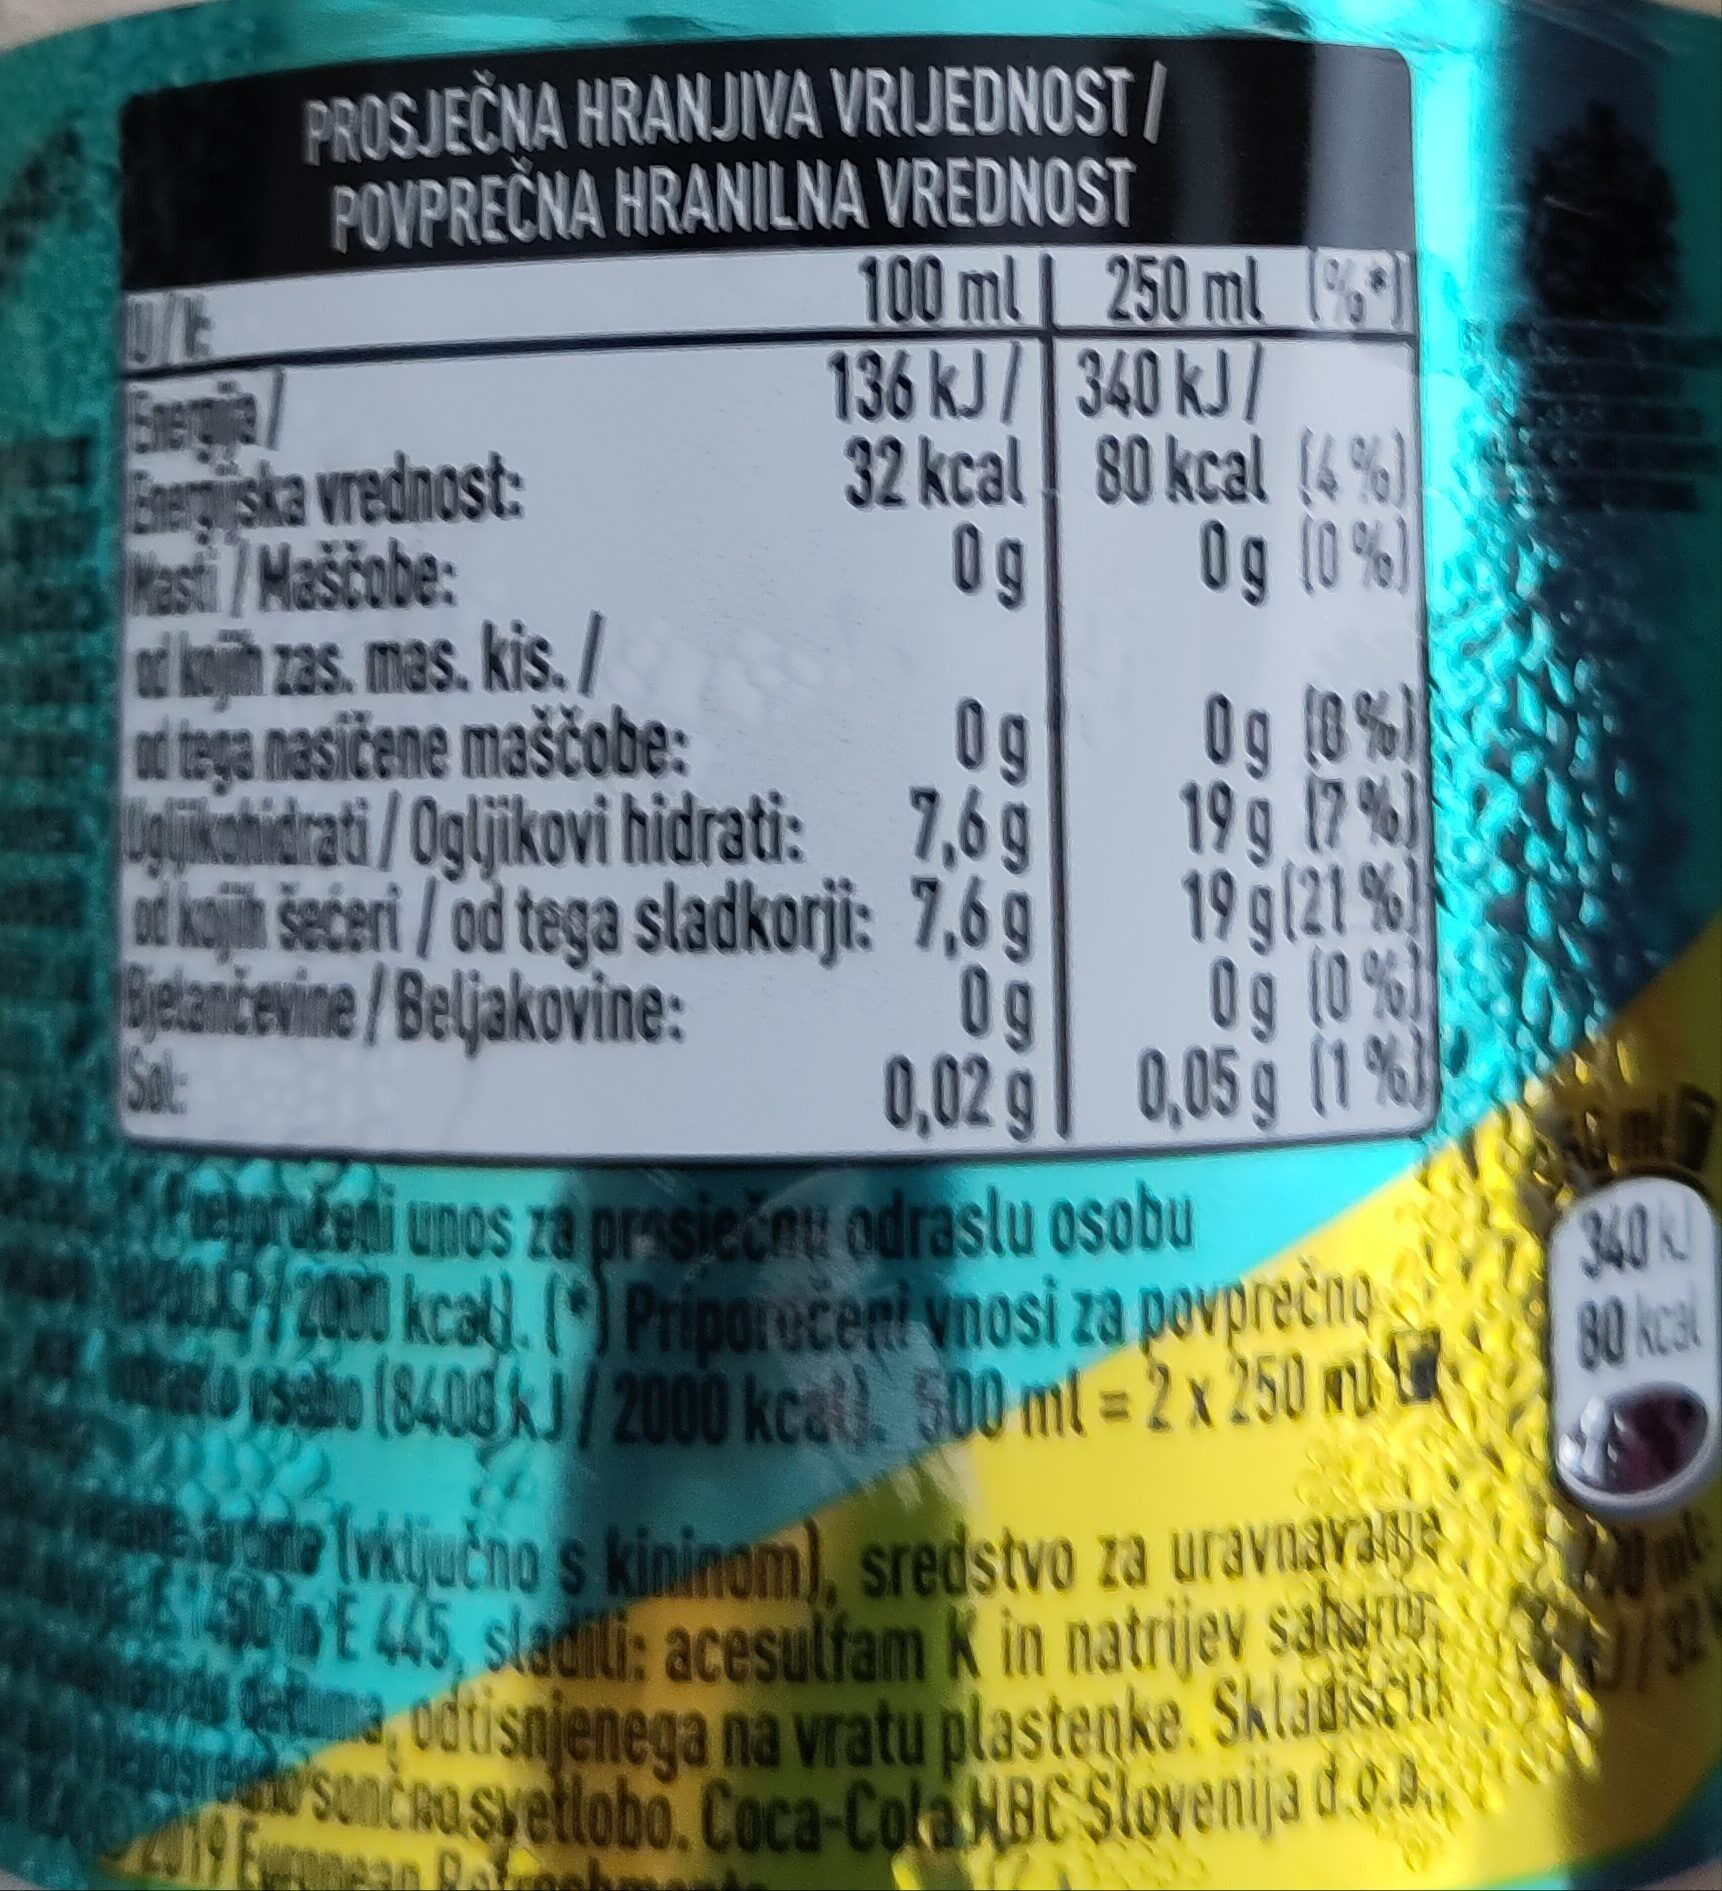 PROSJEČNA HRANJIVA VRIJEDNOST /
POVPREČNA HRANILNA VREDNOST
U / V: 100 ml 250 ml (%*)
Energija / 136 kJ / 340 kJ /
Energijska vrednost: 32 kcal 80 kcal (4 %)
Masti / Maščobe: 0 g 0 g (0 %)
od kojih zas. mas. kis. /
od tega nasičene maščobe: 0 g 0 g (0 %)
Ugljikohidrati / Ogljikovi hidrati: 7,6 g 19 g (7 %)
od kojih šećeri / od tega sladkorji: 7,6 g 19 g (21 %)
Bjelančevine / Beljakovine: 0 g 0 g (0 %)
Sol: 0,02 g 0,05 g (1 %)
unos za prosječnu odraslu osobu
/ 2000 kcal). (*) Priporočeni vnosi za povprečno
osebo (8400 kJ / 2000 kcal). 500 ml = 2 x 250 ml
340 kJ
80 kcal
arome (vključno s kininom), sredstvo za uravnavanje
in E 445, sladili: acesulfam K in natrijev saharin
odtisnjenega na vratu plastenke. Skladiščiti
sončno svetlobo. Coca-Cola HBC Slovenija d.o.o.,
2019 European Refreshments